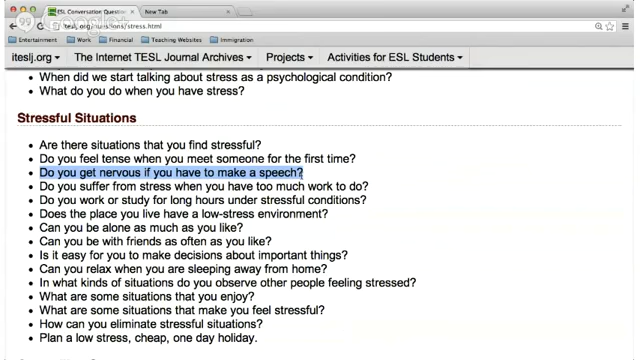 ESL Conversation Question
New Tab
iteslj.org/questions/stress.html
Entertainment
Work
Financial
Teaching Websites
Immigration
iteslj.org
The Internet TESL Journal Archives
Projects
Activities for ESL Students
When did we start talking about stress as a psychological condition?
What do you do when you have stress?
Stressful Situations
Are there situations that you find stressful?
Do you feel tense when you meet someone for the first time?
Do you get nervous if you have to make a speech?
Do you suffer from stress when you have too much work to do?
Do you work or study for long hours under stressful conditions?
Does the place you live have a low-stress environment?
Can you be alone as much as you like?
Can you be with friends as often as you like?
Is it easy for you to make decisions about important things?
Can you relax when you are sleeping away from home?
In what kinds of situations do you observe other people feeling stressed?
What are some situations that you enjoy?
What are some situations that make you feel stressful?
How can you eliminate stressful situations?
Plan a low stress, cheap, one day holiday.